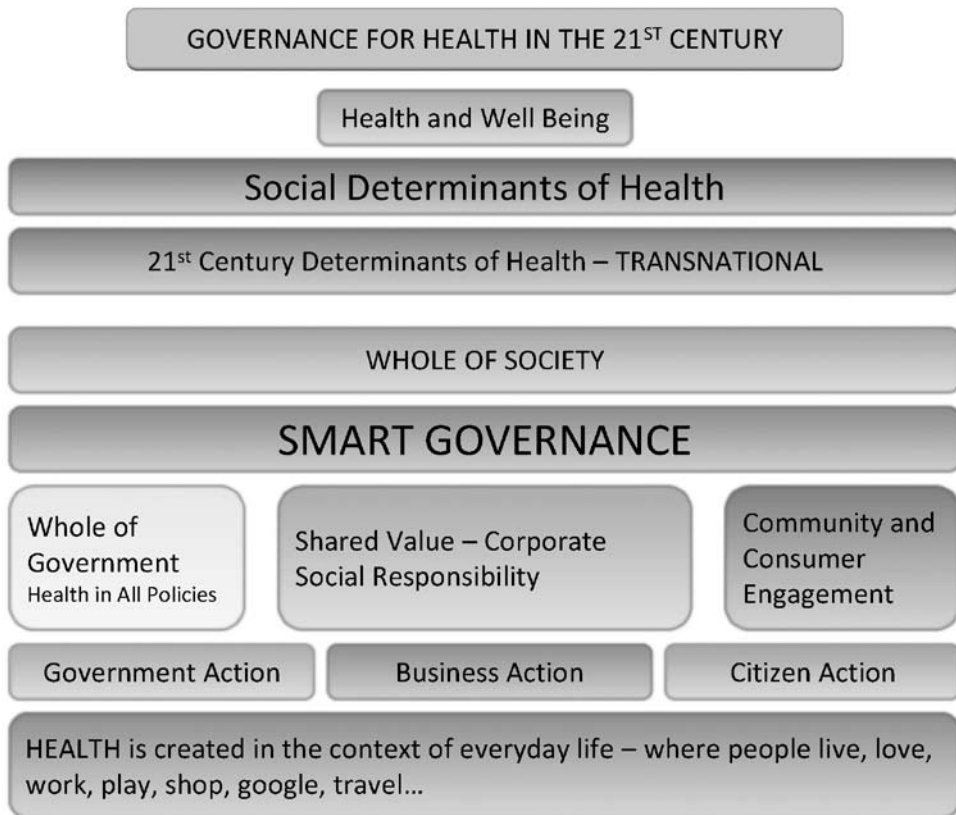 GOVERNANCE FOR HEALTH IN THE 21ST CENTURY
Health and Well Being
Social Determinants of Health
21st Century Determinants of Health – TRANSNATIONAL
WHOLE OF SOCIETY
SMART GOVERNANCE
Whole of
Government
Health in All Policies
Shared Value – Corporate
Social Responsibility
Community and
Consumer
Engagement
Government Action
Business Action
Citizen Action
HEALTH is created in the context of everyday life – where people live, love,
work, play, shop, google, travel…